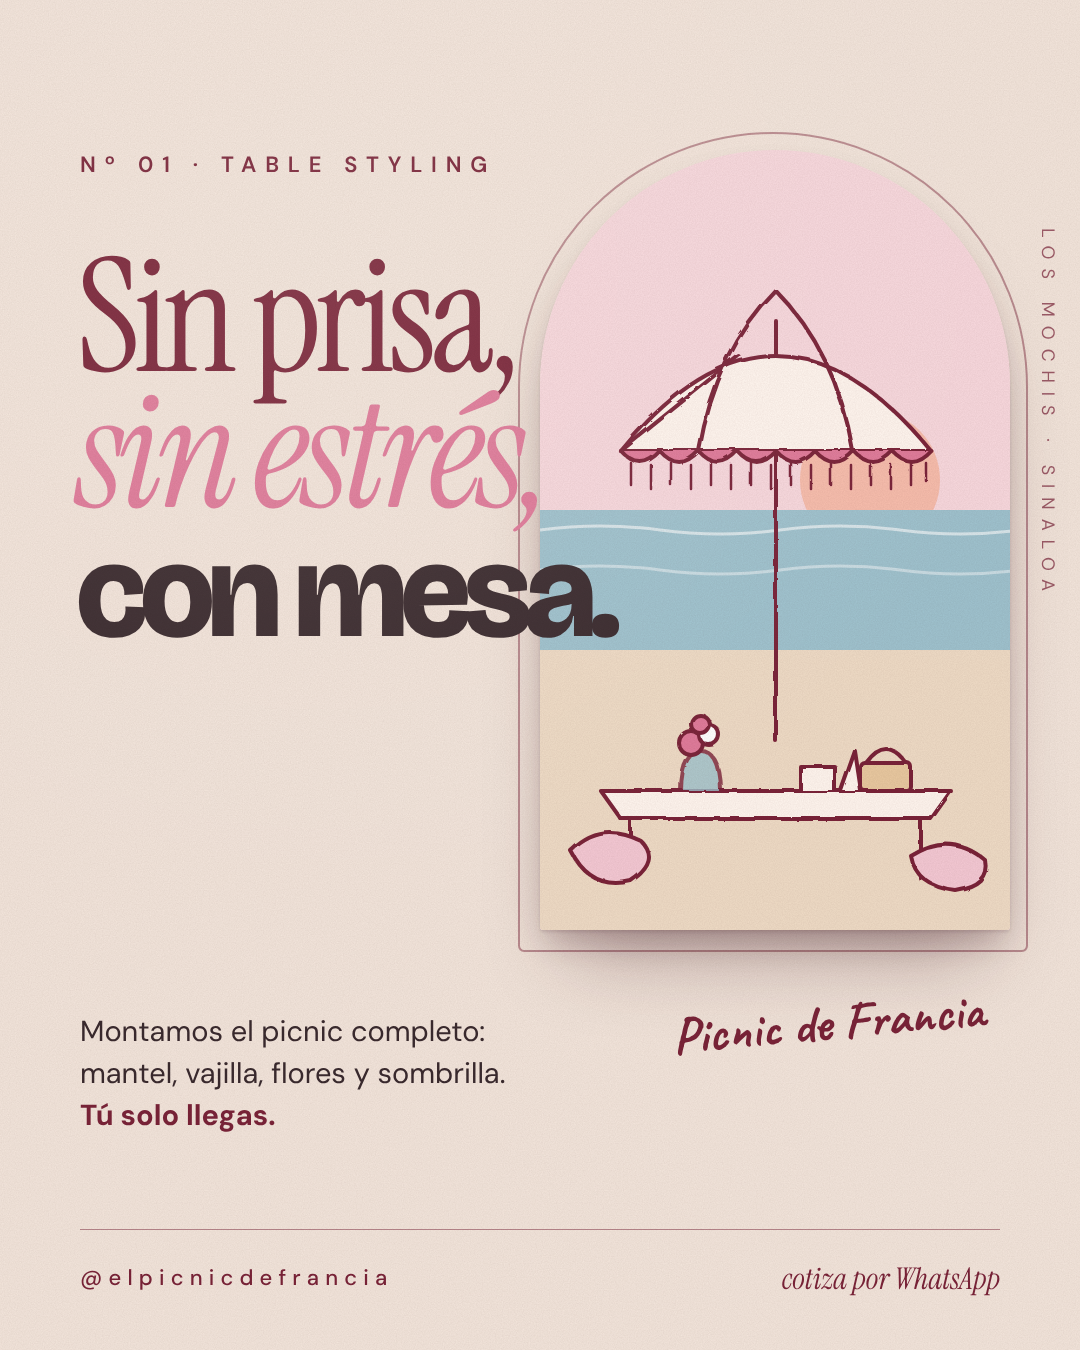 Nº 01 · TABLE STYLING
Sin prisa,
sin estrés,
con mesa.
LOS MOCHIS · SINALOA
Picnic de Francia
Montamos el picnic completo:
mantel, vajilla, flores y sombrilla.
Tú solo llegas.
@elpicnicdefrancia
cotiza por WhatsApp